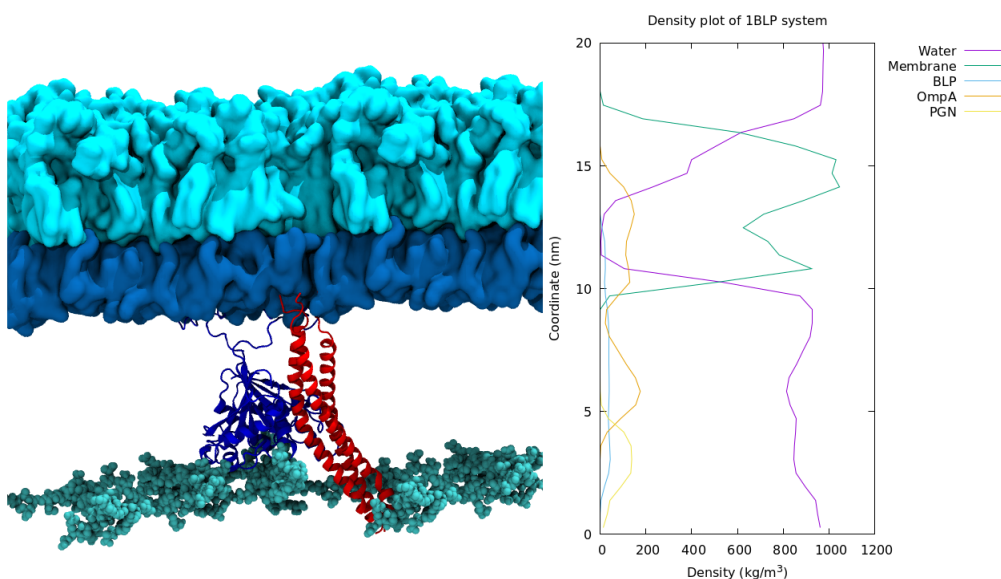 Density plot of 1BLP system
20
15
10
5
0
Coordinate (nm)
0 200 400 600 800 1000 1200
Density (kg/m³)
Water
Membrane
BLP
OmpA
PGN